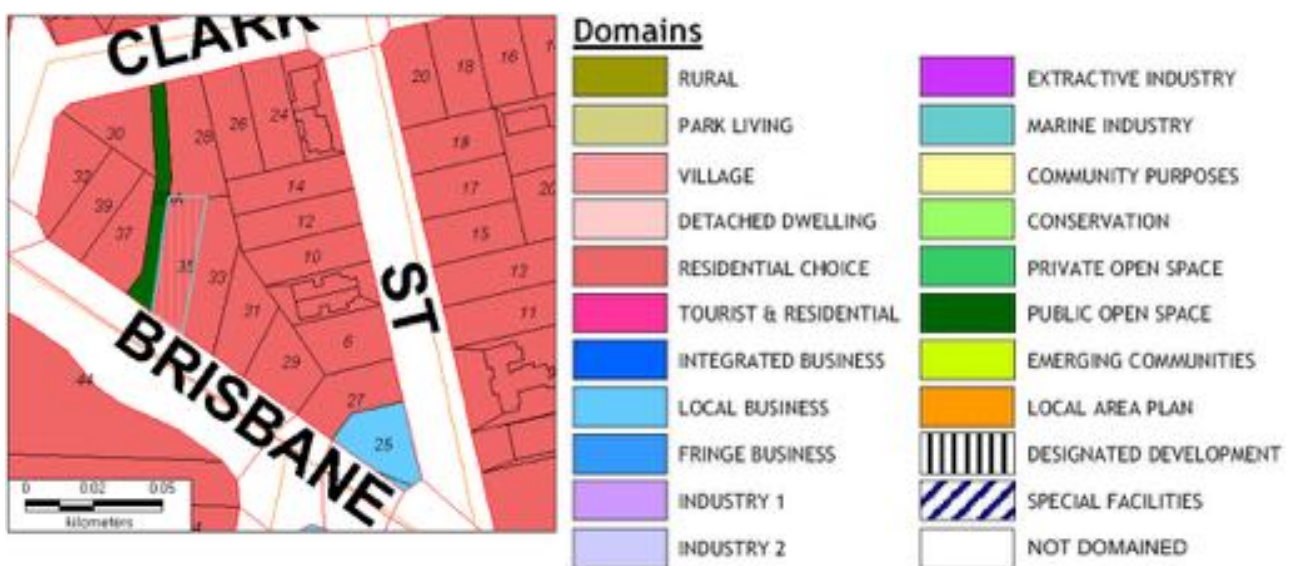 CLARK
20
18
16
30
28
26
24
18
32
14
39
17
20
37
12
15
35
33
10
13
ST
31
11
6
29
44
27
25
BRISBANE
0 0.02 0.05
kilometers
Domains
RURAL
PARK LIVING
VILLAGE
DETACHED DWELLING
RESIDENTIAL CHOICE
TOURIST & RESIDENTIAL
INTEGRATED BUSINESS
LOCAL BUSINESS
FRINGE BUSINESS
INDUSTRY 1
INDUSTRY 2
EXTRACTIVE INDUSTRY
MARINE INDUSTRY
COMMUNITY PURPOSES
CONSERVATION
PRIVATE OPEN SPACE
PUBLIC OPEN SPACE
EMERGING COMMUNITIES
LOCAL AREA PLAN
DESIGNATED DEVELOPMENT
SPECIAL FACILITIES
NOT DOMAINED